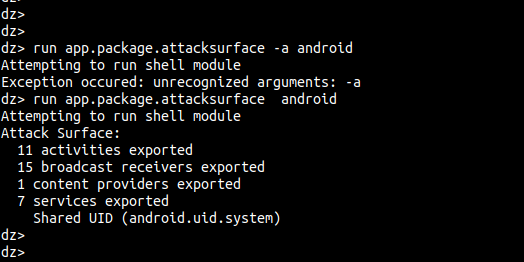 dz>
dz>
dz>
dz> run app.package.attacksurface -a android
Attempting to run shell module
Exception occured: unrecognized arguments: -a
dz> run app.package.attacksurface  android
Attempting to run shell module
Attack Surface:
  11 activities exported
  15 broadcast receivers exported
  1 content providers exported
  7 services exported
    Shared UID (android.uid.system)
dz>
dz>